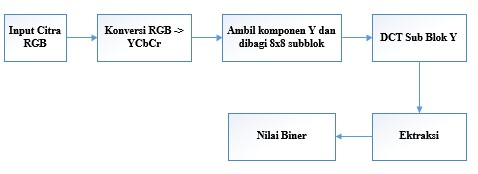 Input Citra
RGB
Konversi RGB ->
YCbCr
Ambil komponen Y dan
dibagi 8x8 subblok
DCT Sub Blok Y
Ektraksi
Nilai Biner